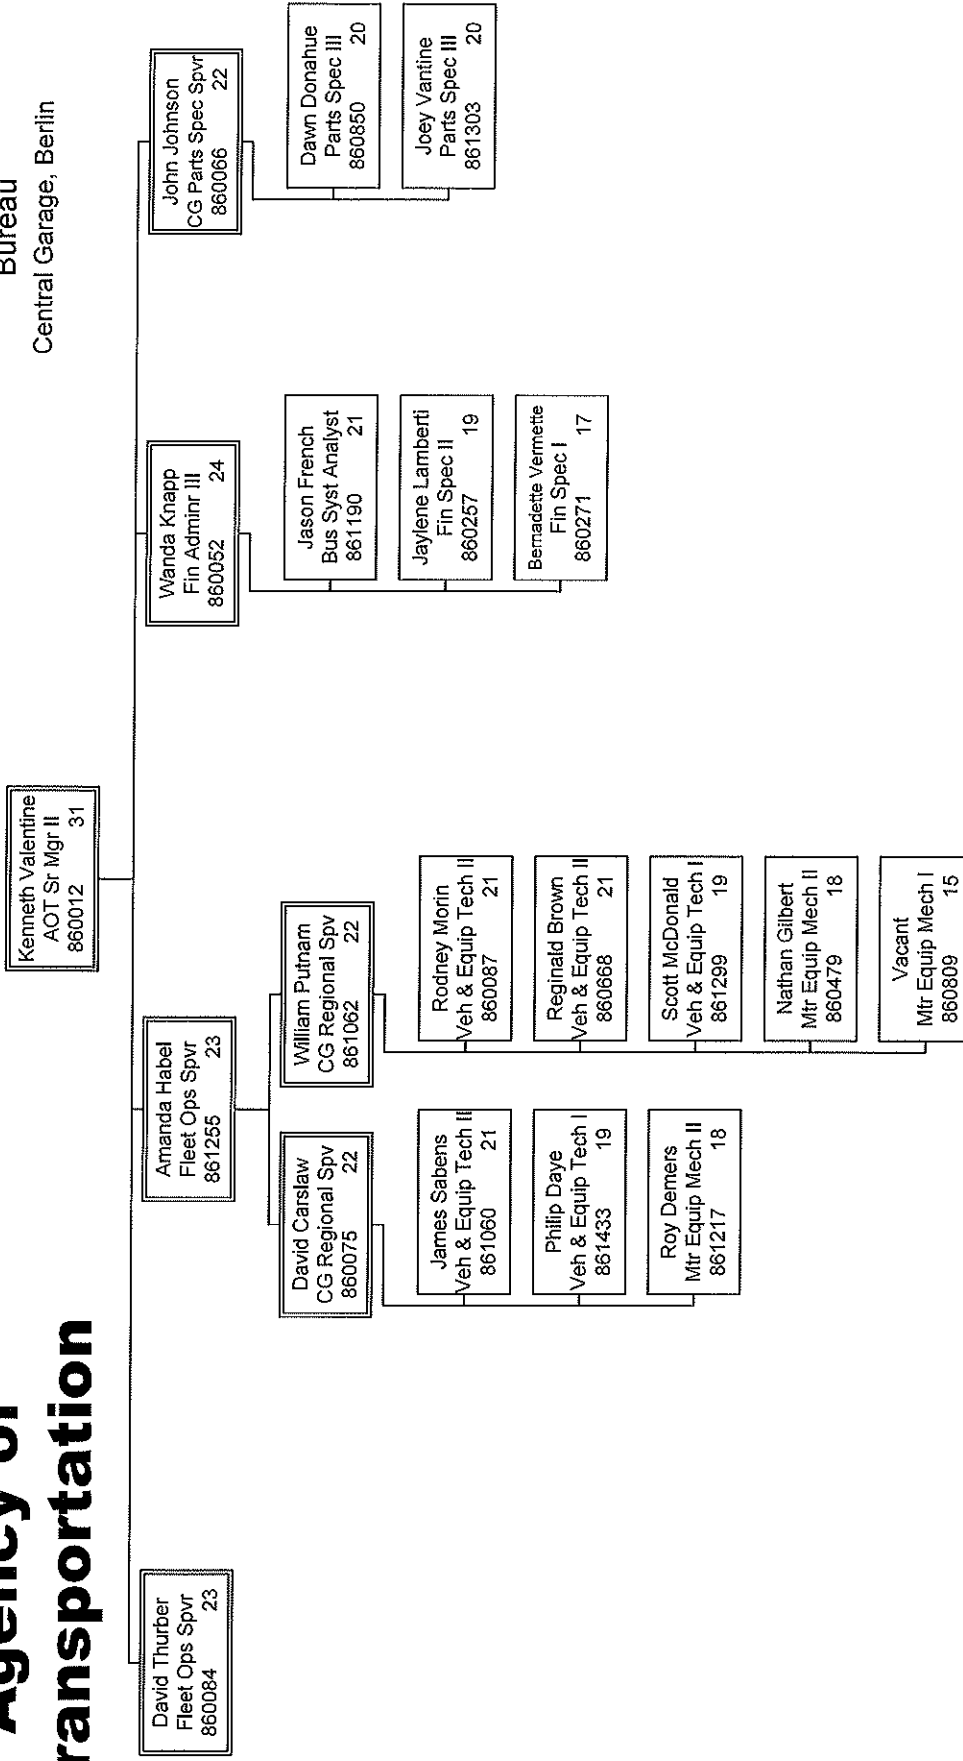 Agency of
ransportation
Bureau
Central Garage, Berlin
Kenneth Valentine
AOT Sr Mgr II
860012 31
David Thurber
Fleet Ops Spvr
860084 23
Amanda Habel
Fleet Ops Spvr
861255 23
Wanda Knapp
Fin Adminr III
860052 24
John Johnson
CG Parts Spec Spvr
860066 22
David Carslaw
CG Regional Spv
860075 22
William Putnam
CG Regional Spv
861062 22
James Sabens
Veh & Equip Tech III
861060 21
Philip Daye
Veh & Equip Tech I
861433 19
Roy Demers
Mtr Equip Mech II
861217 18
Rodney Morin
Veh & Equip Tech II
860087 21
Reginald Brown
Veh & Equip Tech II
860668 21
Scott McDonald
Veh & Equip Tech I
861299 19
Nathan Gilbert
Mtr Equip Mech II
860479 18
Vacant
Mtr Equip Mech I
860809 15
Jason French
Bus Syst Analyst
861190 21
Jaylene Lamberti
Fin Spec II
860257 19
Bernadette Vermette
Fin Spec I
860271 17
Dawn Donahue
Parts Spec III
860850 20
Joey Vantine
Parts Spec III
861303 20